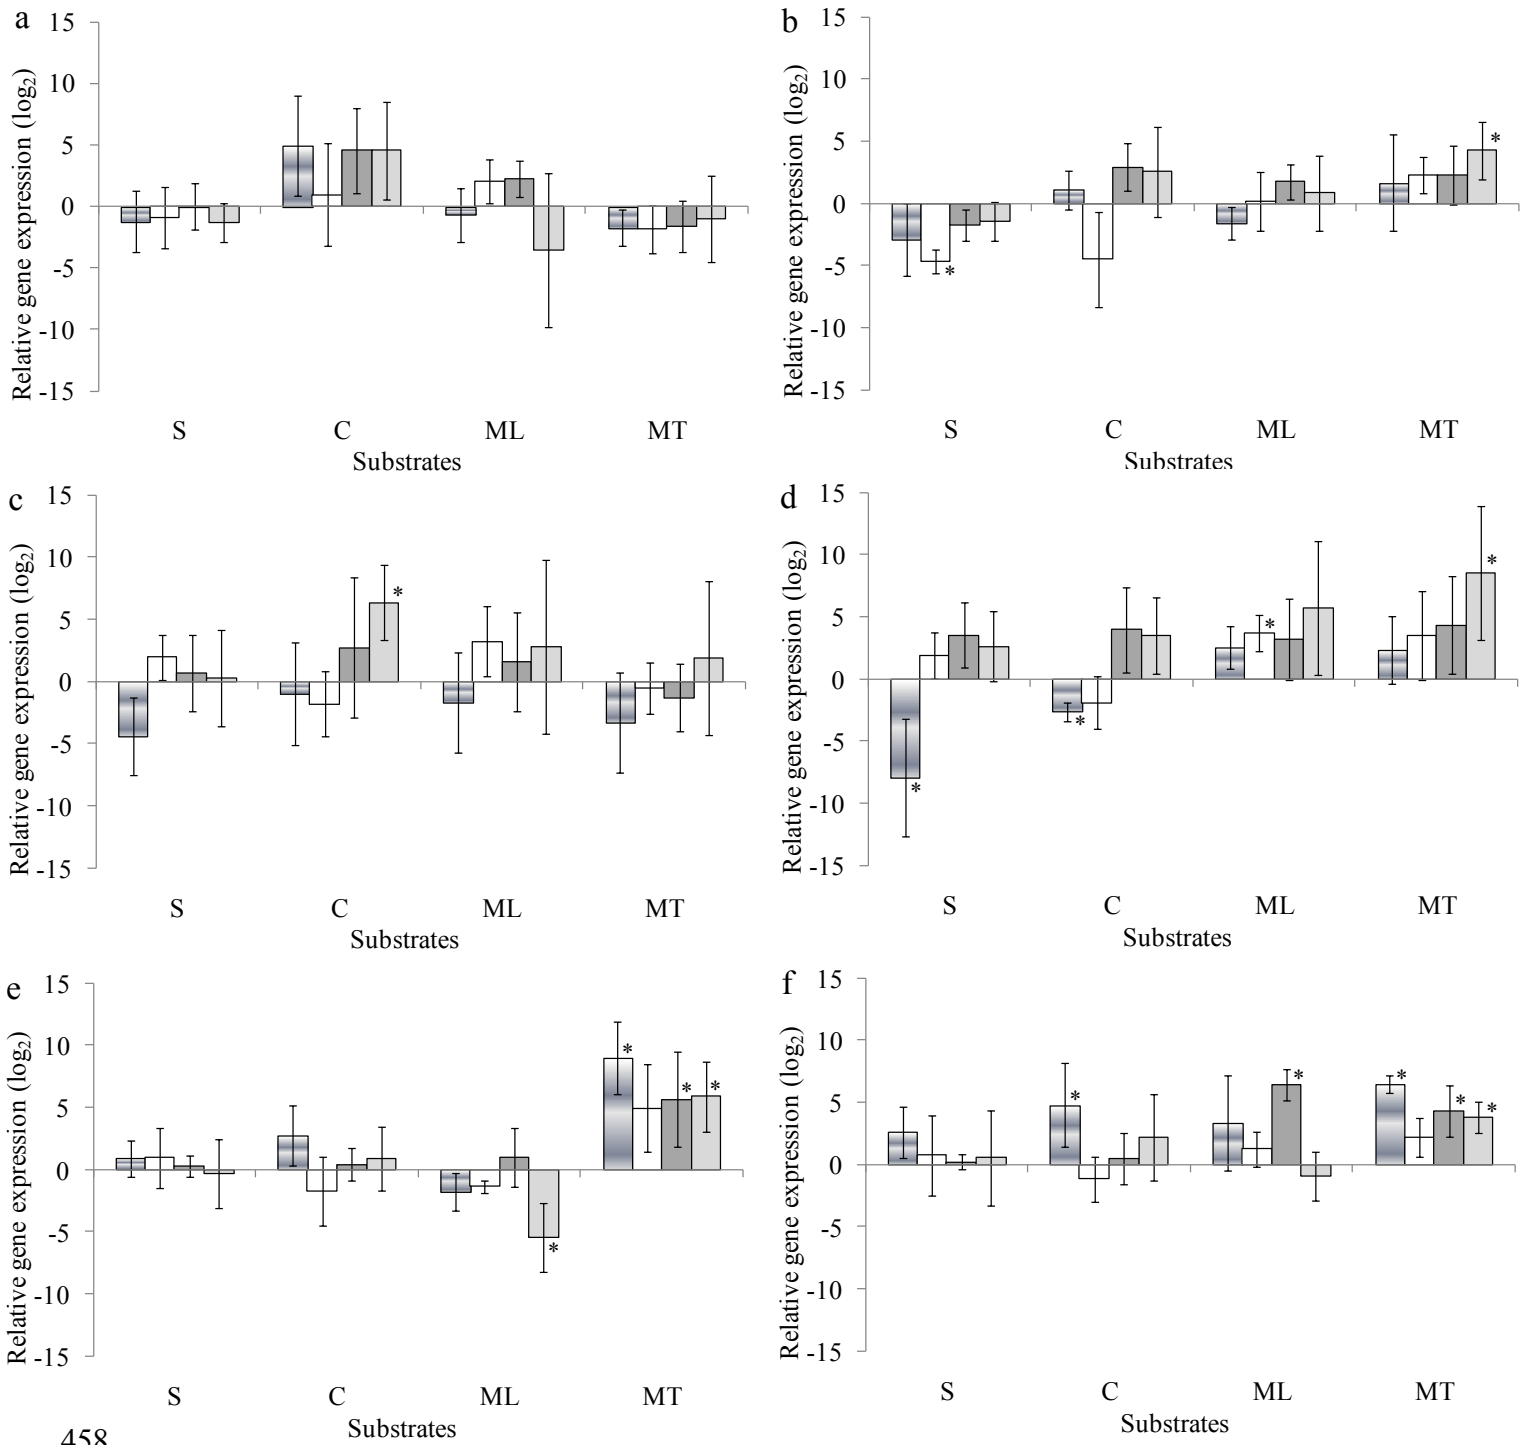 a
15
10
5
0
-5
-10
-15
Relative gene expression (log2)
S C ML MT
Substrates
b
15
10
5
0
-5
-10
-15
Relative gene expression (log2)
*
*
S C ML MT
Substrates
c
15
10
5
0
-5
-10
-15
Relative gene expression (log2)
*
S C ML MT
Substrates
d
15
10
5
0
-5
-10
-15
Relative gene expression (log2)
*
*
*
*
S C ML MT
Substrates
e
15
10
5
0
-5
-10
-15
Relative gene expression (log2)
*
*
*
*
S C ML MT
Substrates
f
15
10
5
0
-5
-10
-15
Relative gene expression (log2)
*
*
*
*
*
S C ML MT
Substrates
458